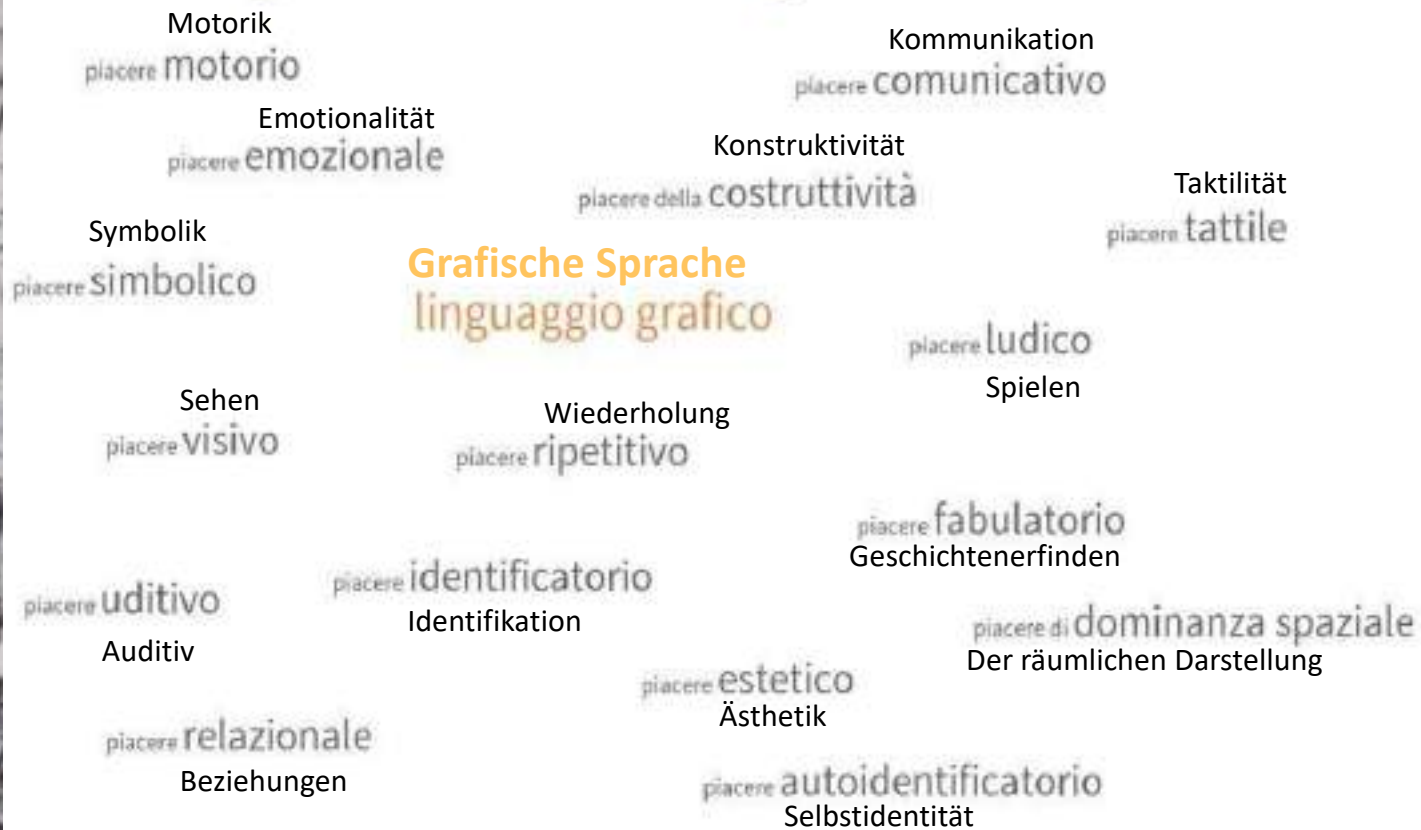 Motorik
piacere motorio
Kommunikation
piacere comunicativo
Emotionalität
piacere emozionale
Konstruktivität
piacere della costruttività
Taktilität
piacere tattile
Symbolik
piacere simbolico
Grafische Sprache
linguaggio grafico
piacere ludico
Spielen
Sehen
piacere visivo
Wiederholung
piacere ripetitivo
piacere fabulatorio
Geschichtenerfinden
piacere uditivo
Auditiv
piacere identificatorio
Identifikation
piacere di dominanza spaziale
Der räumlichen Darstellung
piacere estetico
Ästhetik
piacere relazionale
Beziehungen
piacere autoidentificatorio
Selbstidentität